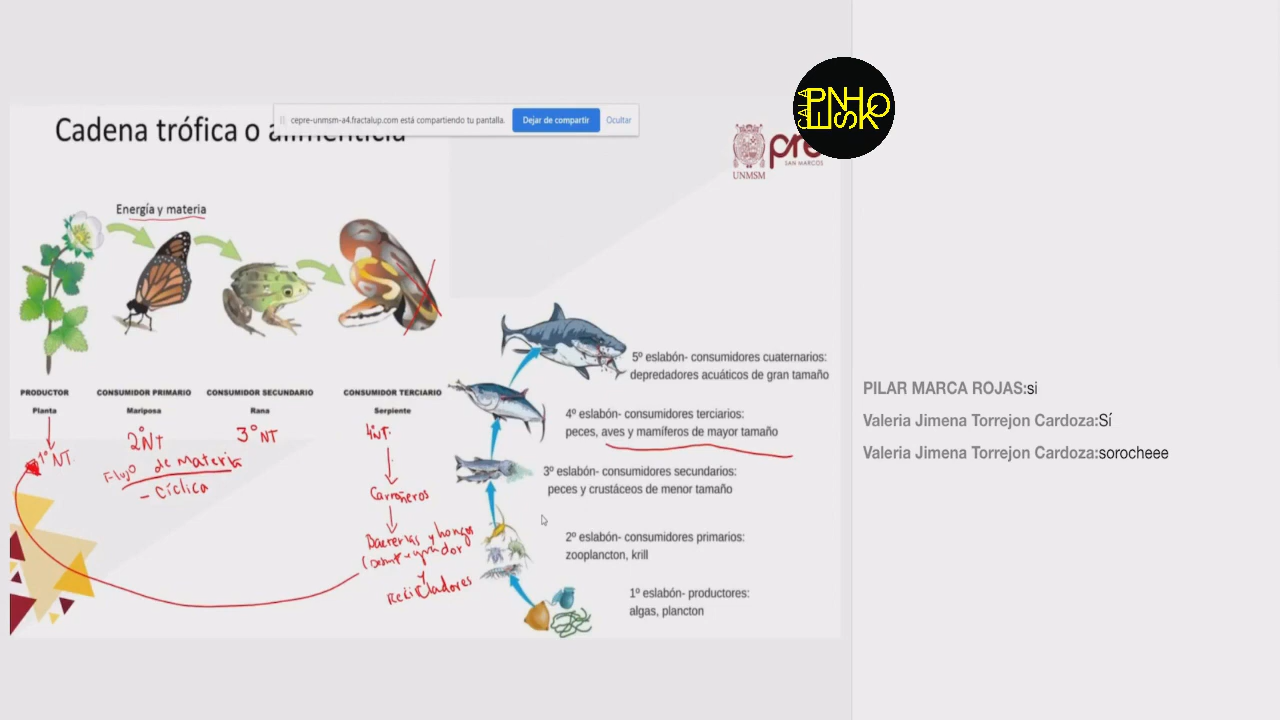 Cadena trófica o alimenticia
cepre-unmsm-a4.fractalup.com está compartiendo tu pantalla.
Dejar de compartir
Ocultar
CALA
PNHO
ESK
UNMSM
pre
SAN MARCOS
Energía y materia
PRODUCTOR
Planta
CONSUMIDOR PRIMARIO
Mariposa
CONSUMIDOR SECUNDARIO
Rana
CONSUMIDOR TERCIARIO
Serpiente
1° NT.
2° NT
3° NT
4° NT.
Flujo de materia
- Cíclica
Carroñeros
Bacterias y hongos
y
Recicladores
5º eslabón- consumidores cuaternarios:
depredadores acuáticos de gran tamaño
4º eslabón- consumidores terciarios:
peces, aves y mamíferos de mayor tamaño
3º eslabón- consumidores secundarios:
peces y crustáceos de menor tamaño
2º eslabón- consumidores primarios:
zooplancton, krill
1º eslabón- productores:
algas, plancton
PILAR MARCA ROJAS:si
Valeria Jimena Torrejon Cardoza:Sí
Valeria Jimena Torrejon Cardoza:sorocheee